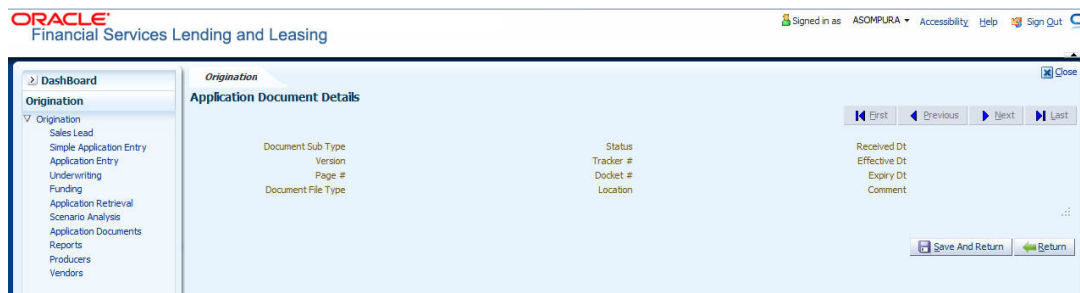 ORACLE
Financial Services Lending and Leasing
Signed in as ASOMPURA Accessibility Help Sign Out
Close
DashBoard
Origination
Origination
Sales Lead
Simple Application Entry
Application Entry
Underwriting
Funding
Application Retrieval
Scenario Analysis
Application Documents
Reports
Producers
Vendors
Origination
Application Document Details
First Previous Next Last
Document Sub Type Status Received Dt
Version Tracker # Effective Dt
Page # Docket # Expiry Dt
Document File Type Location Comment
Save And Return Return